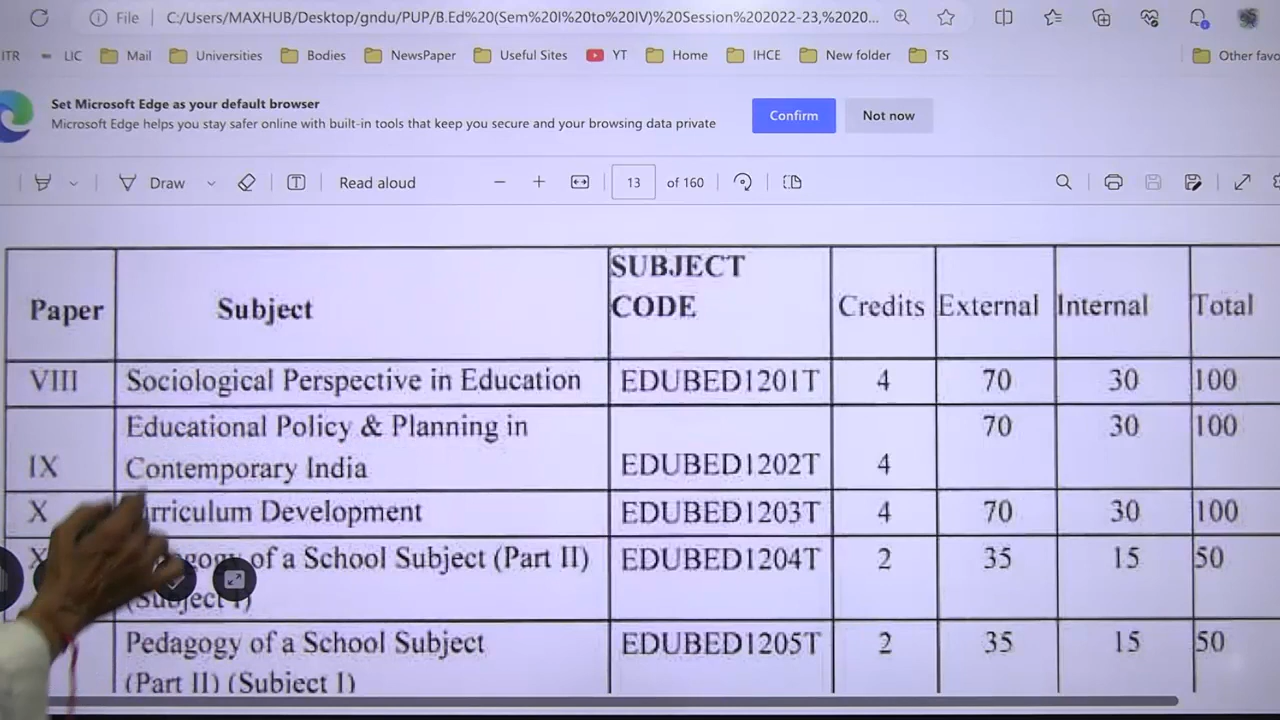 File C:/Users/MAXHUB/Desktop/gndu/PUP/B.Ed%20(Sem%20I%20to%20IV)%20Session%202022-23,%2020...
ITR LIC Mail Universities Bodies NewsPaper Useful Sites YT Home IHCE New folder TS Other favo
Set Microsoft Edge as your default browser
Microsoft Edge helps you stay safer online with built-in tools that keep you secure and your browsing data private
Confirm Not now
Draw Read aloud 13 of 160
Paper Subject SUBJECT CODE Credits External Internal Total
VIII Sociological Perspective in Education EDUBED1201T 4 70 30 100
Educational Policy & Planning in 70 30 100
IX Contemporary India EDUBED1202T 4
X Curriculum Development EDUBED1203T 4 70 30 100
of a School Subject (Part II) EDUBED1204T 2 35 15 50
(Subject I)
Pedagogy of a School Subject EDUBED1205T 2 35 15 50
(Part II) (Subject I)